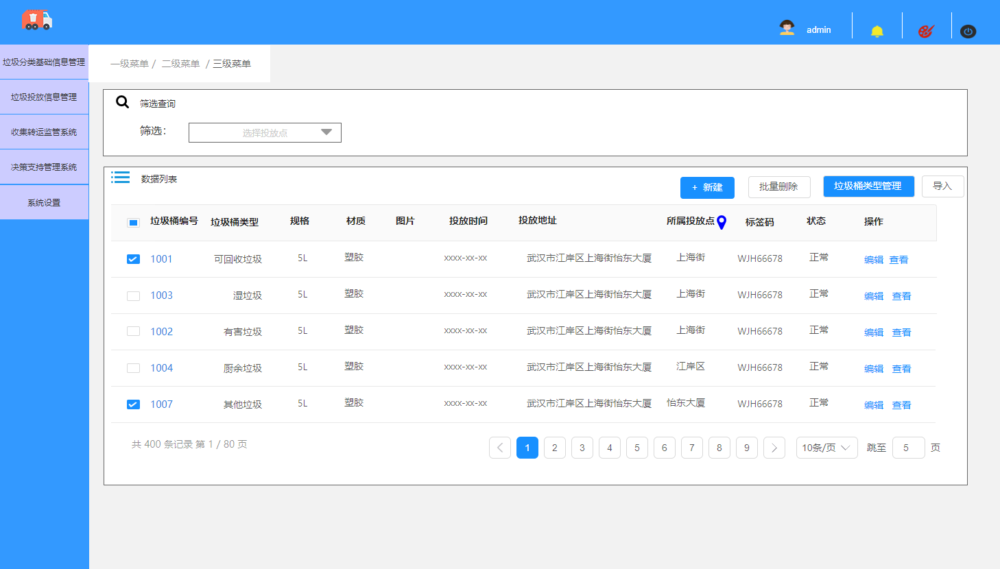 admin
垃圾分类基础信息管理
垃圾投放信息管理
收集转运监管系统
决策支持管理系统
系统设置
一级菜单 / 二级菜单 / 三级菜单
筛选查询
筛选： 选择投放点
数据列表
+ 新建 批量删除 垃圾桶类型管理 导入
垃圾桶编号 垃圾桶类型 规格 材质 图片 投放时间 投放地址 所属投放点 标签码 状态 操作
1001 可回收垃圾 5L 塑胶 xxxx-xx-xx 武汉市江岸区上海街怡东大厦 上海街 WJH66678 正常 编辑 查看
1003 湿垃圾 5L 塑胶 xxxx-xx-xx 武汉市江岸区上海街怡东大厦 上海街 WJH66678 正常 编辑 查看
1002 有害垃圾 5L 塑胶 xxxx-xx-xx 武汉市江岸区上海街怡东大厦 上海街 WJH66678 正常 编辑 查看
1004 厨余垃圾 5L 塑胶 xxxx-xx-xx 武汉市江岸区上海街怡东大厦 江岸区 WJH66678 正常 编辑 查看
1007 其他垃圾 5L 塑胶 xxxx-xx-xx 武汉市江岸区上海街怡东大厦 怡东大厦 WJH66678 正常 编辑 查看
共 400 条记录 第 1 / 80 页
1 2 3 4 5 6 7 8 9 10条/页 跳至 5 页